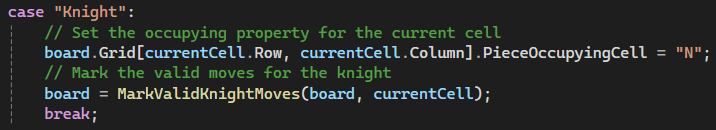 case "Knight":
// Set the occupying property for the current cell
board.Grid[currentCell.Row, currentCell.Column].PieceOccupyingCell = "N";
// Mark the valid moves for the knight
board = MarkValidKnightMoves(board, currentCell);
break;